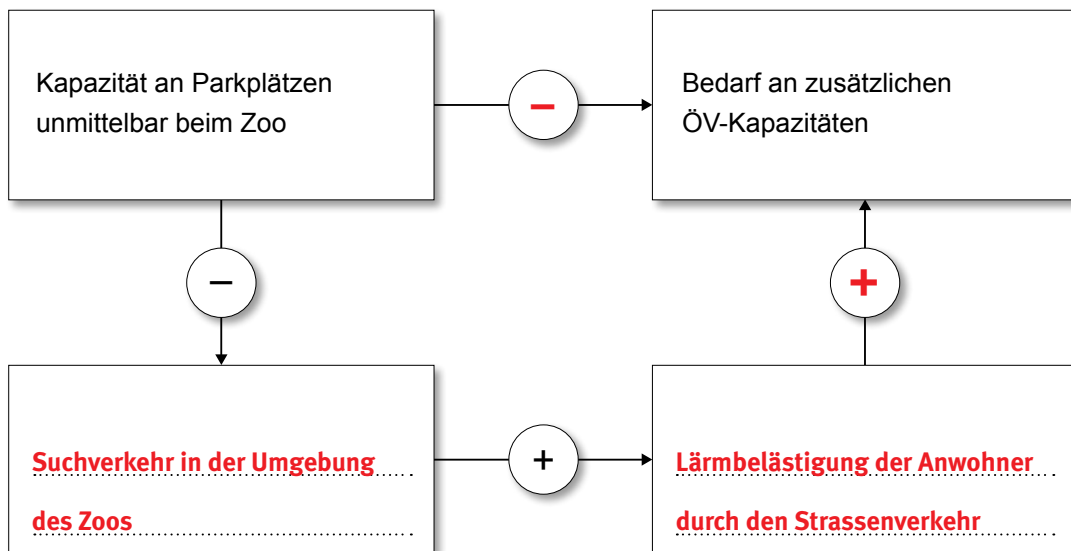 Kapazität an Parkplätzen
unmittelbar beim Zoo
−
Bedarf an zusätzlichen
ÖV-Kapazitäten
−
+
Suchverkehr in der Umgebung
des Zoos
+
Lärmbelästigung der Anwohner
durch den Strassenverkehr